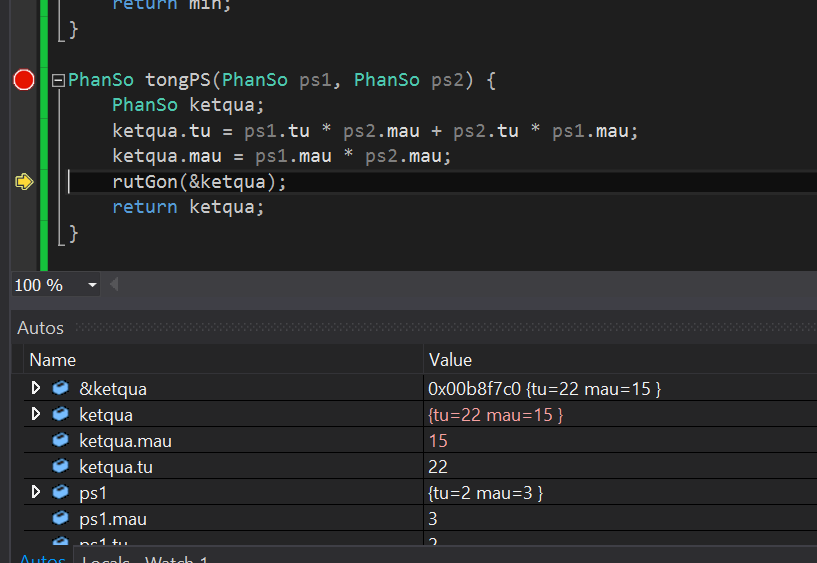 return min;
}
PhanSo tongPS(PhanSo ps1, PhanSo ps2) {
PhanSo ketqua;
ketqua.tu = ps1.tu * ps2.mau + ps2.tu * ps1.mau;
ketqua.mau = ps1.mau * ps2.mau;
rutGon(&ketqua);
return ketqua;
}
100 %
Autos
Name Value
&ketqua 0x00b8f7c0 {tu=22 mau=15 }
ketqua {tu=22 mau=15 }
ketqua.mau 15
ketqua.tu 22
ps1 {tu=2 mau=3 }
ps1.mau 3
ps1.tu 2
Autos Locals Watch 1